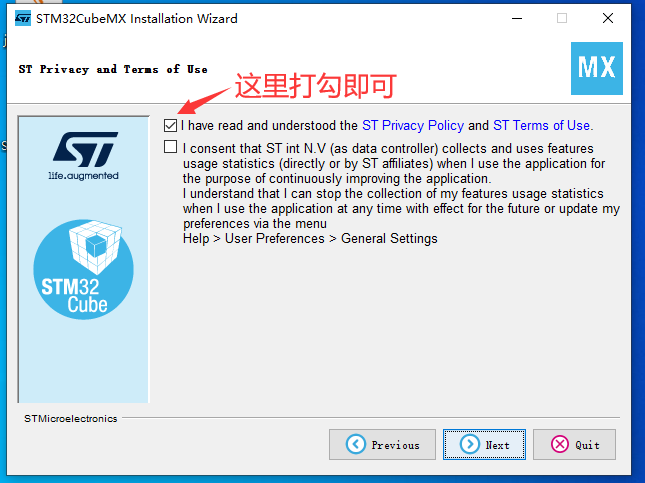 STM32CubeMX Installation Wizard
ST Privacy and Terms of Use
MX
这里打勾即可
I have read and understood the ST Privacy Policy and ST Terms of Use.
I consent that ST int N.V (as data controller) collects and uses features
usage statistics (directly or by ST affiliates) when I use the application for
the purpose of continuously improving the application.
I understand that I can stop the collection of my features usage statistics
when I use the application at any time with effect for the future or update my
preferences via the menu
Help > User Preferences > General Settings
ST
life.augmented
STM32
Cube
STMicroelectronics
Previous
Next
Quit